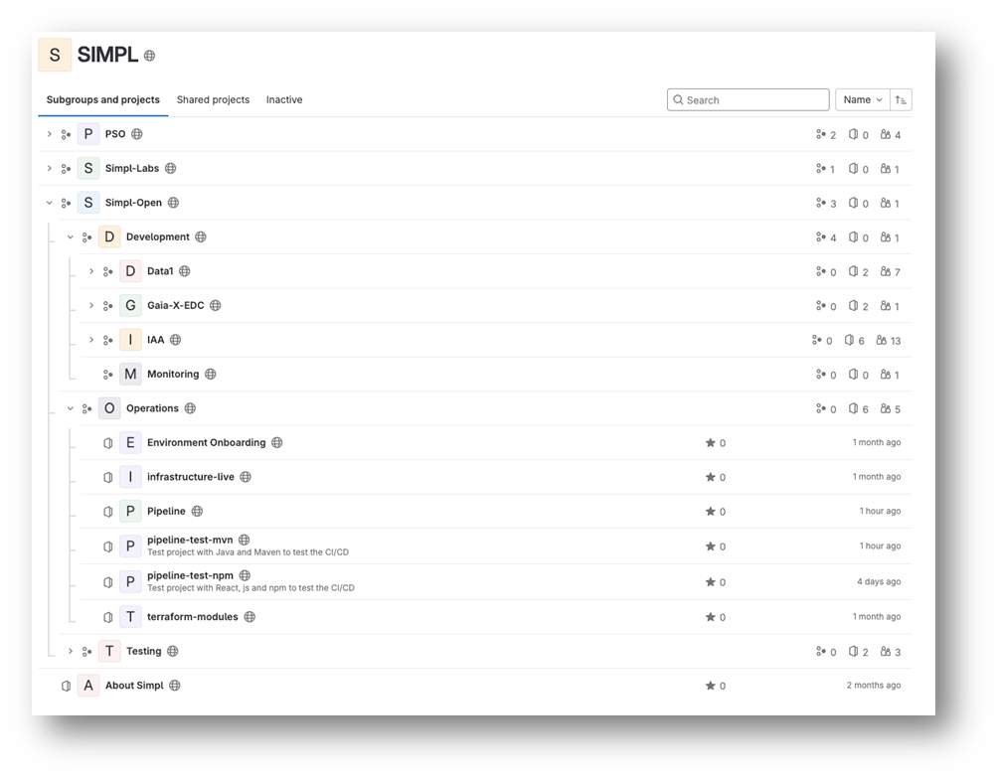 S SIMPL
Subgroups and projects Shared projects Inactive Search Name
P PSO 2 0 4
S Simpl-Labs 1 0 1
S Simpl-Open 3 0 1
D Development 4 0 1
D Data1 0 2 7
G Gaia-X-EDC 0 2 1
I IAA 0 6 13
M Monitoring 0 0 1
O Operations 0 6 5
E Environment Onboarding 0 1 month ago
I infrastructure-live 0 1 month ago
P Pipeline 0 1 hour ago
P pipeline-test-mvn 0 1 hour ago
Test project with Java and Maven to test the CI/CD
P pipeline-test-npm 0 4 days ago
Test project with React, js and npm to test the CI/CD
T terraform-modules 0 1 month ago
T Testing 0 2 3
A About Simpl 0 2 months ago